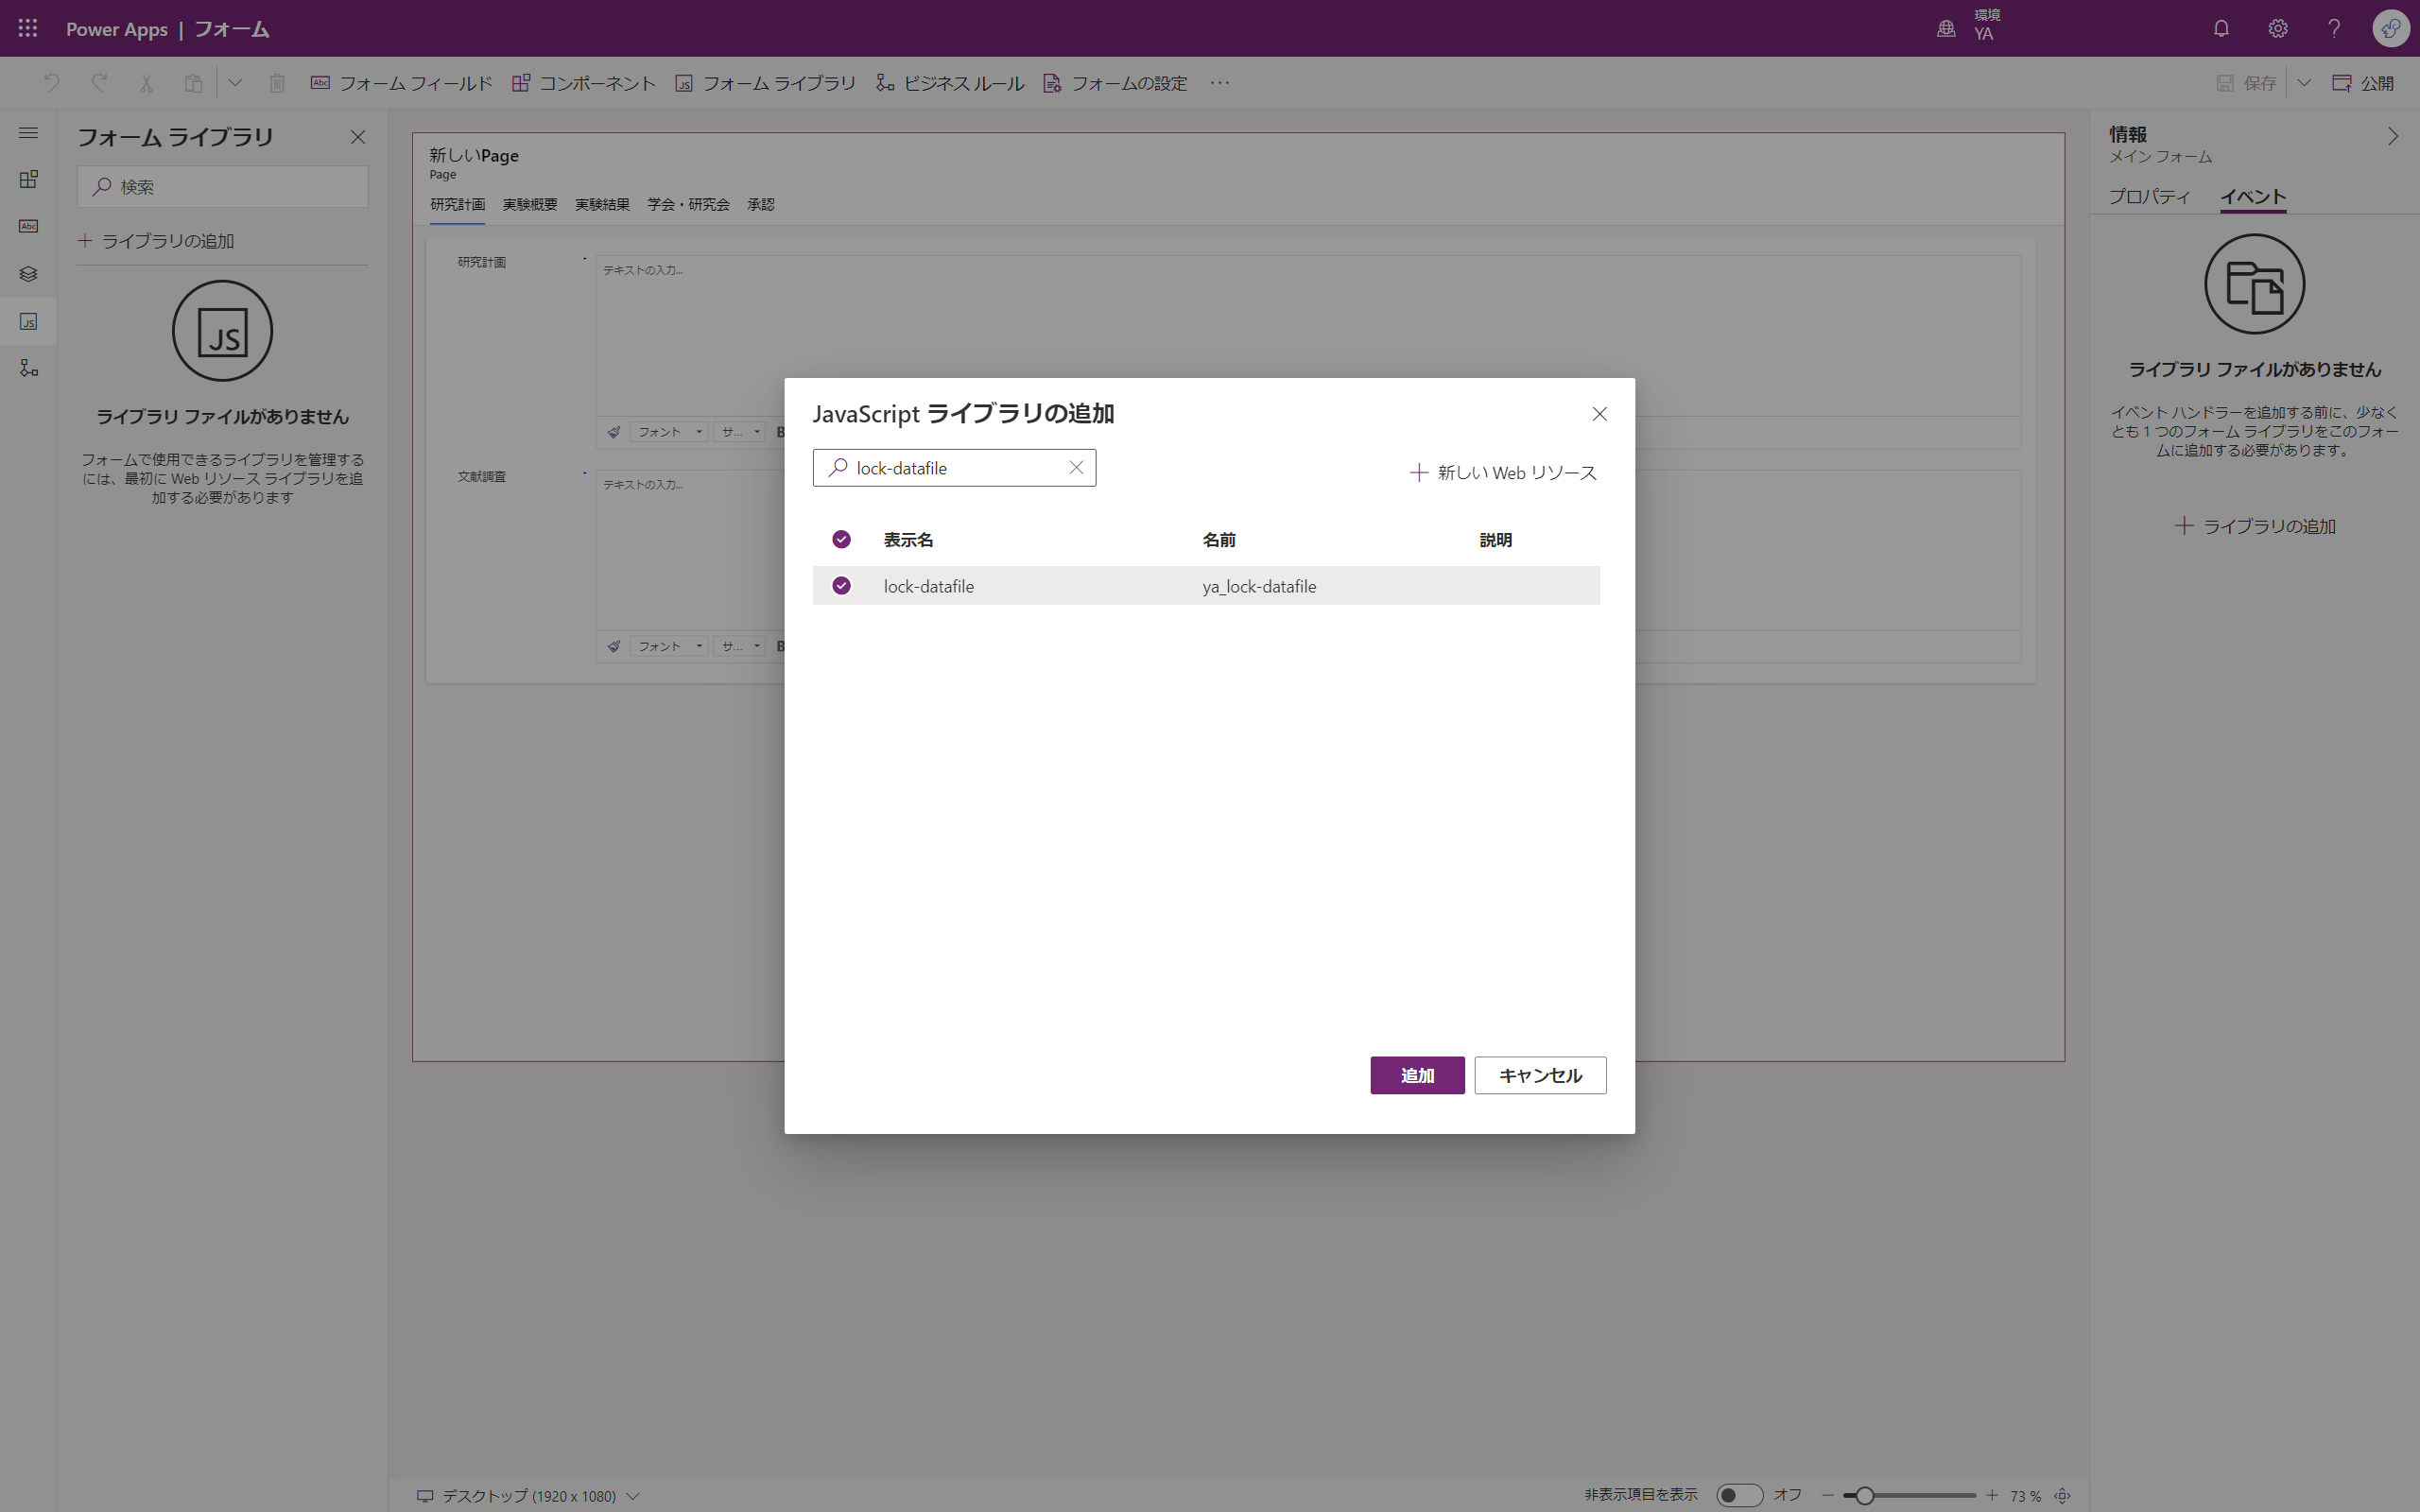 Power Apps | フォーム
環境
YA
フォーム フィールド
コンポーネント
フォーム ライブラリ
ビジネス ルール
フォームの設定
保存
公開
フォーム ライブラリ
検索
ライブラリの追加
JS
ライブラリ ファイルがありません
フォームで使用できるライブラリを管理する
には、最初に Web リソース ライブラリを追
加する必要があります
新しいPage
Page
研究計画 実験概要 実験結果 学会・研究会 承認
研究計画
テキストの入力...
フォント
サ...
B
文献調査
テキストの入力...
フォント
サ...
B
JavaScript ライブラリの追加
lock-datafile
新しい Web リソース
表示名 名前 説明
lock-datafile ya_lock-datafile
追加 キャンセル
情報
メイン フォーム
プロパティ イベント
ライブラリ ファイルがありません
イベント ハンドラーを追加する前に、少なく
とも 1 つのフォーム ライブラリをこのフォー
ムに追加する必要があります。
ライブラリの追加
デスクトップ (1920 x 1080)
非表示項目を表示
オフ
73 %